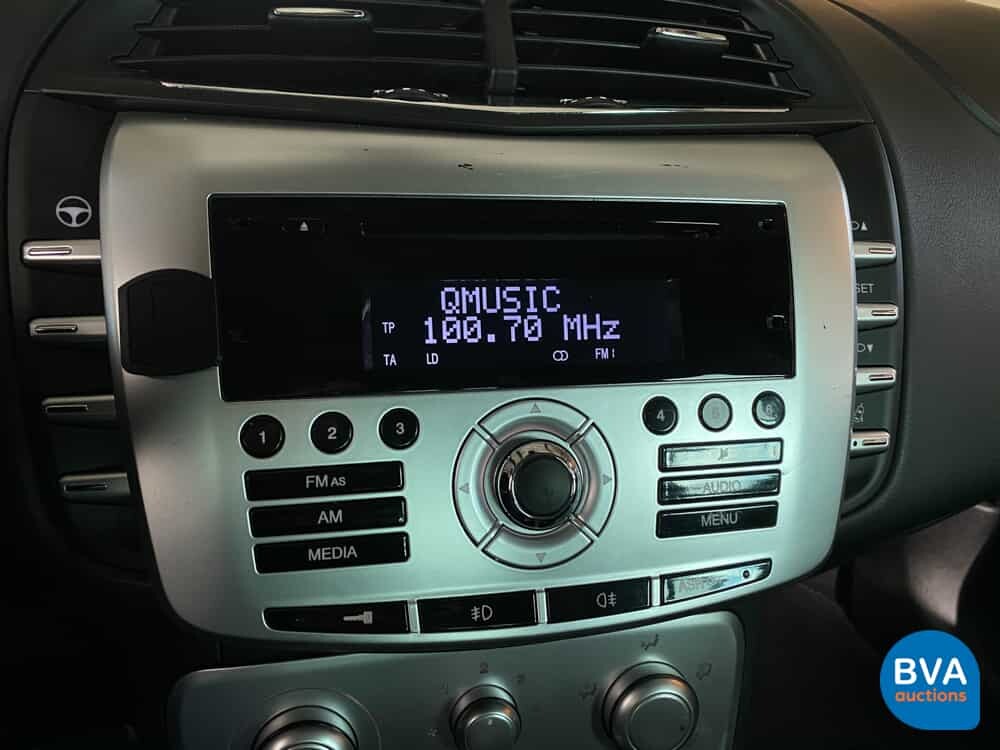 QMUSIC
TP 100.70 MHz
TA LD FM1
SET
1 2 3 4 5 6
FM AS
AM
MEDIA
AUDIO
MENU
2
BVA
auctions